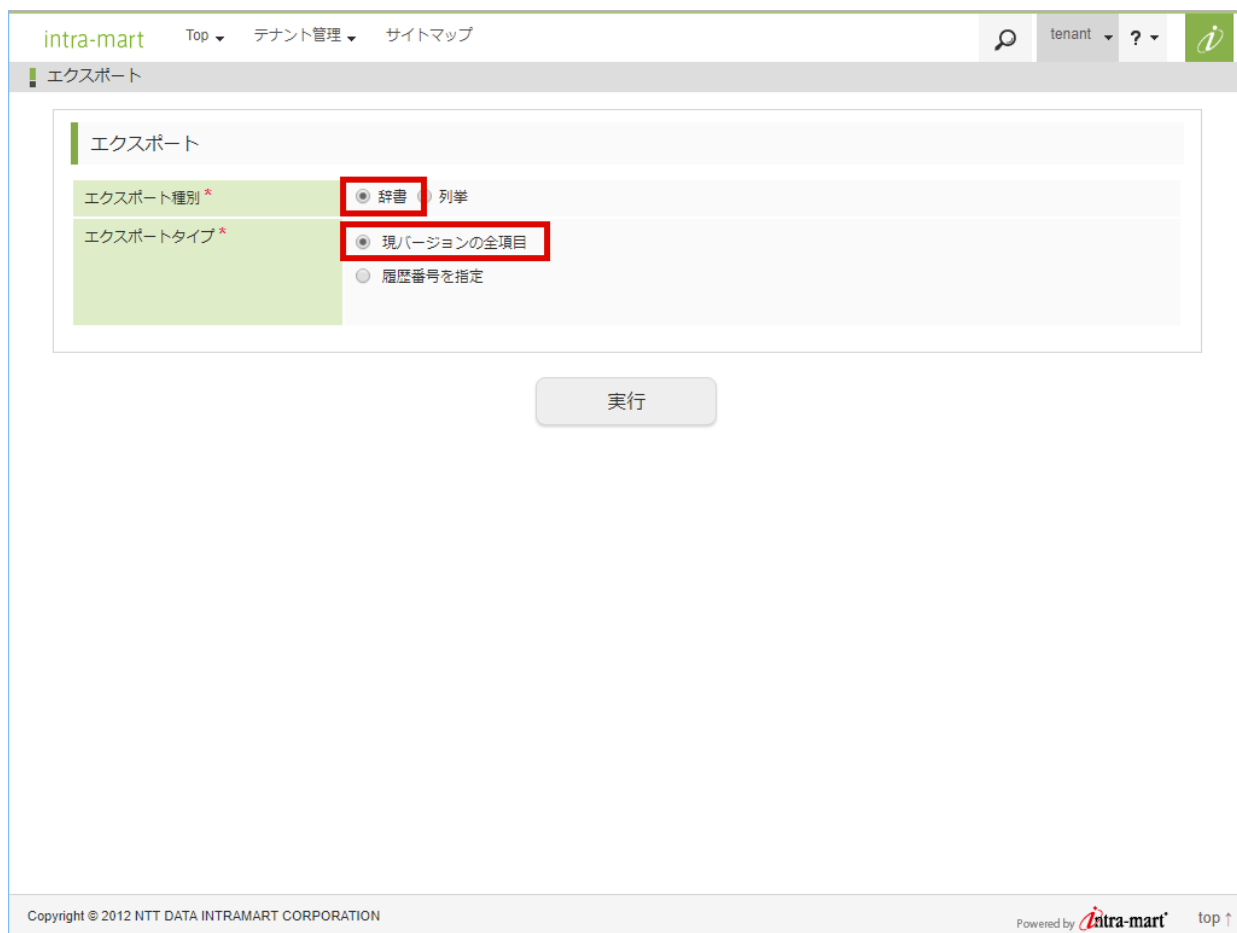 intra-mart Top テナント管理 サイトマップ tenant ?
エクスポート
エクスポート
エクスポート種別 * 辞書 列挙
エクスポートタイプ * 現バージョンの全項目
履歴番号を指定
実行
Copyright © 2012 NTT DATA INTRAMART CORPORATION Powered by intra-mart top ↑